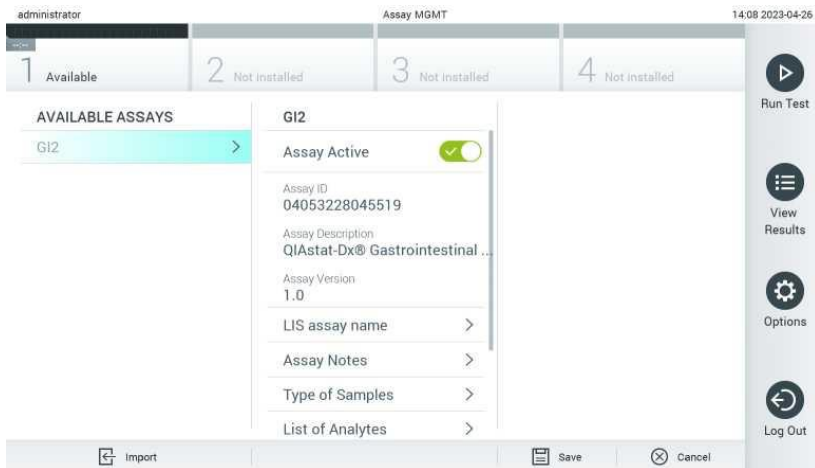 administrator
Assay MGMT
14:08 2023-04-26
--:--
1 Available
2 Not installed
3 Not installed
4 Not installed
Run Test
AVAILABLE ASSAYS
GI2
GI2
Assay Active
Assay ID
04053228045519
Assay Description
QIAstat-Dx® Gastrointestinal ...
Assay Version
1.0
LIS assay name
Assay Notes
Type of Samples
List of Analytes
View
Results
Options
Log Out
Import
Save
Cancel